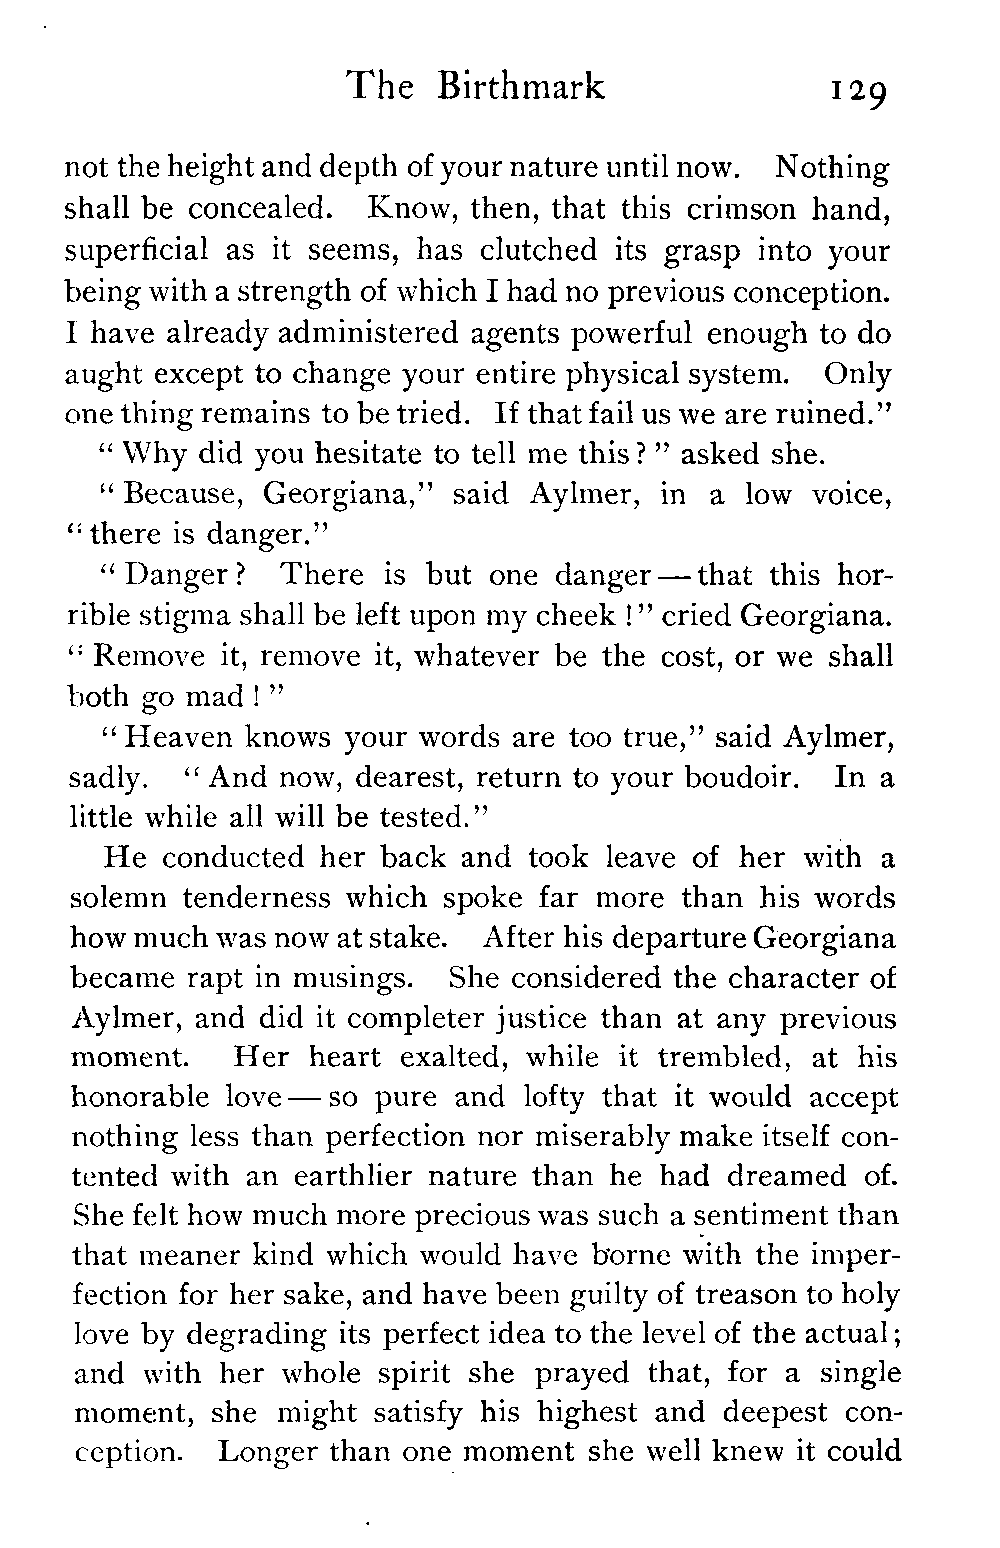 The Birthmark 129
not the height and depth of your nature until now. Nothing
shall be concealed. Know, then, that this crimson hand,
superficial as it seems, has clutched its grasp into your
being with a strength of which I had no previous conception.
I have already administered agents powerful enough to do
aught except to change your entire physical system. Only
one thing remains to be tried. If that fail us we are ruined."
"Why did you hesitate to tell me this?" asked she.
"Because, Georgiana," said Aylmer, in a low voice,
"there is danger."
"Danger? There is but one danger—that this hor-
rible stigma shall be left upon my cheek!" cried Georgiana.
"Remove it, remove it, whatever be the cost, or we shall
both go mad!"
"Heaven knows your words are too true," said Aylmer,
sadly. "And now, dearest, return to your boudoir. In a
little while all will be tested."
He conducted her back and took leave of her with a
solemn tenderness which spoke far more than his words
how much was now at stake. After his departure Georgiana
became rapt in musings. She considered the character of
Aylmer, and did it completer justice than at any previous
moment. Her heart exalted, while it trembled, at his
honorable love—so pure and lofty that it would accept
nothing less than perfection nor miserably make itself con-
tented with an earthlier nature than he had dreamed of.
She felt how much more precious was such a sentiment than
that meaner kind which would have borne with the imper-
fection for her sake, and have been guilty of treason to holy
love by degrading its perfect idea to the level of the actual;
and with her whole spirit she prayed that, for a single
moment, she might satisfy his highest and deepest con-
ception. Longer than one moment she well knew it could